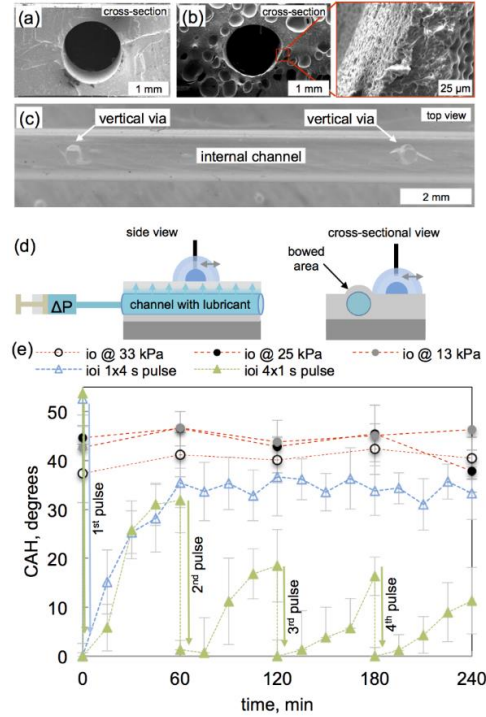 (a)
cross-section
1 mm
(b)
cross-section
1 mm
25 µm
(c)
top view
vertical via
vertical via
internal channel
2 mm
(d)
side view
cross-sectional view
bowed
area
ΔP
channel with lubricant
(e)
io @ 33 kPa
io @ 25 kPa
io @ 13 kPa
ioi 1x4 s pulse
ioi 4x1 s pulse
CAH, degrees
50
40
30
20
10
0
1st pulse
2nd pulse
3rd pulse
4th pulse
0
60
120
180
240
time, min